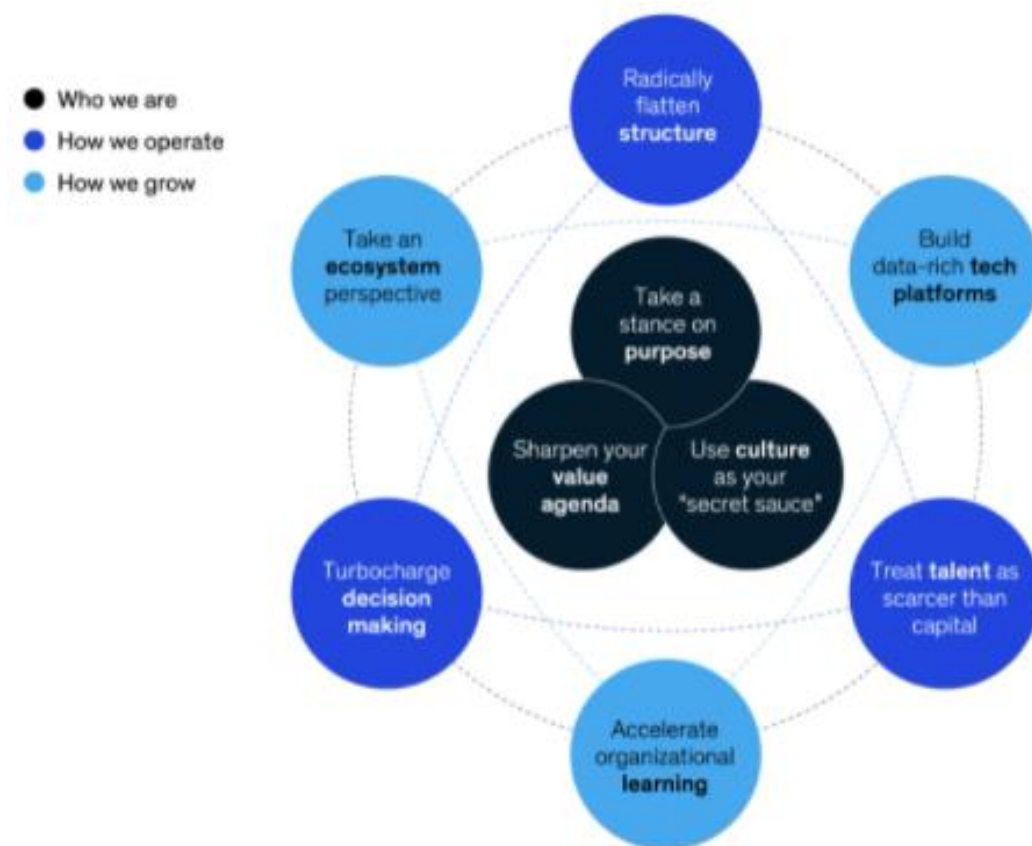 Who we are
How we operate
How we grow
Radically
flatten
structure
Take an
ecosystem
perspective
Build
data-rich tech
platforms
Take a
stance on
purpose
Sharpen your
value
agenda
Use culture
as your
"secret sauce"
Turbocharge
decision
making
Treat talent as
scarcer than
capital
Accelerate
organizational
learning